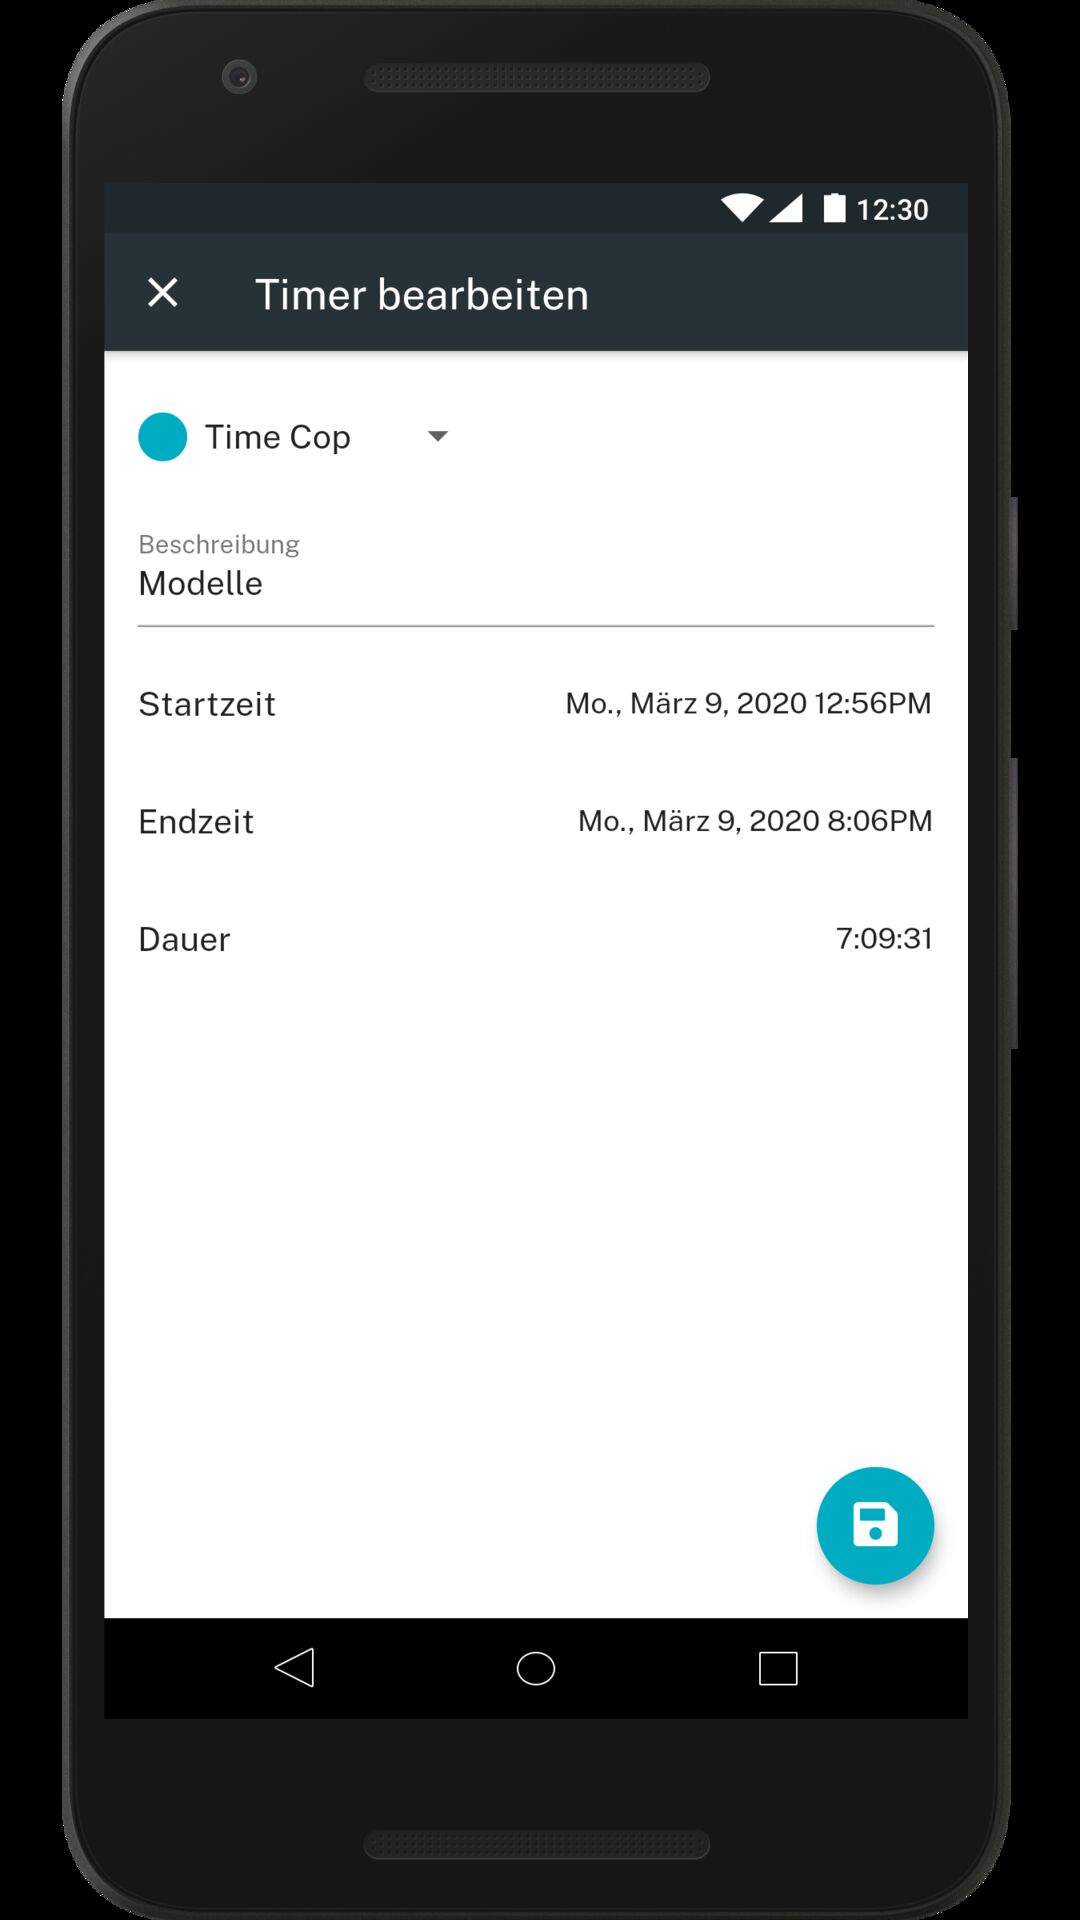 12:30
Timer bearbeiten
Time Cop
Beschreibung
Modelle
Startzeit Mo., März 9, 2020 12:56PM
Endzeit Mo., März 9, 2020 8:06PM
Dauer 7:09:31